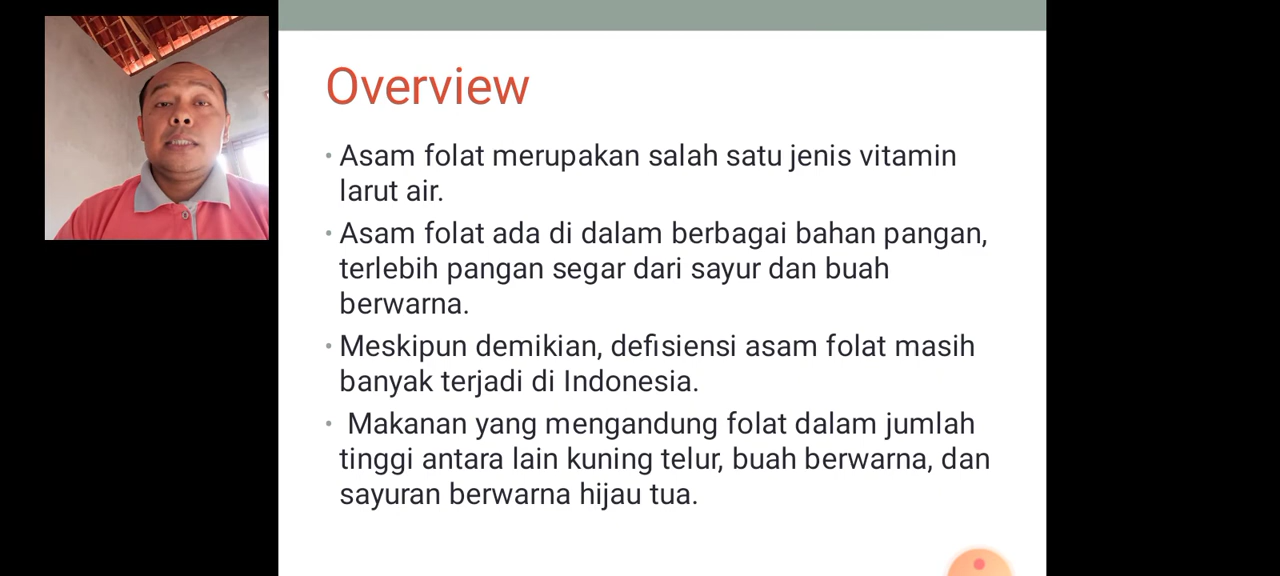 Overview
• Asam folat merupakan salah satu jenis vitamin
larut air.
• Asam folat ada di dalam berbagai bahan pangan,
terlebih pangan segar dari sayur dan buah
berwarna.
• Meskipun demikian, defisiensi asam folat masih
banyak terjadi di Indonesia.
• Makanan yang mengandung folat dalam jumlah
tinggi antara lain kuning telur, buah berwarna, dan
sayuran berwarna hijau tua.